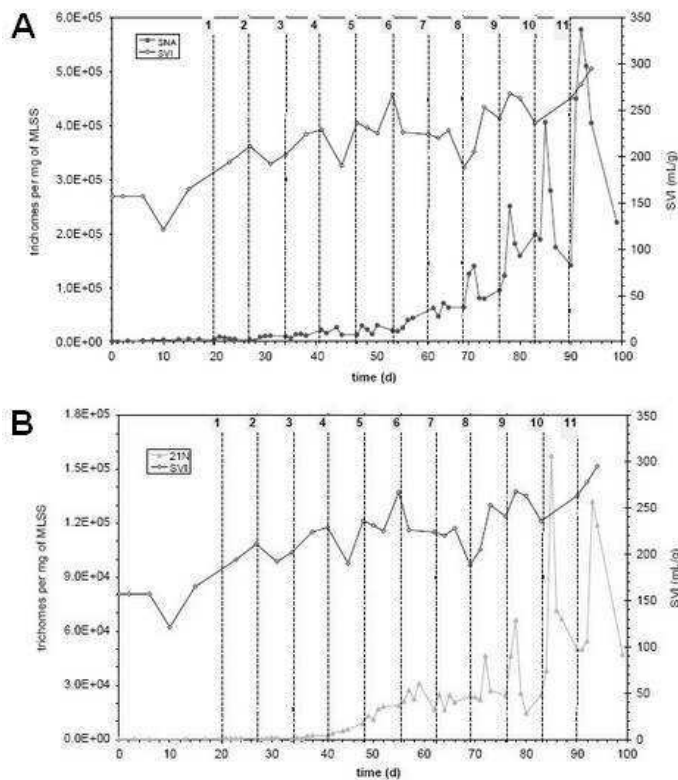 A
6.0E+05
5.0E+05
4.0E+05
3.0E+05
2.0E+05
1.0E+05
0.0E+00
trichomes per mg of MLSS
SNA
SVI
1 2 3 4 5 6 7 8 9 10 11
350
300
250
200
150
100
50
0
SVI (mL/g)
0 10 20 30 40 50 60 70 80 90 100
time (d)
B
1.8E+05
1.5E+05
1.2E+05
9.0E+04
6.0E+04
3.0E+04
0.0E+00
trichomes per mg of MLSS
21N
SVI
1 2 3 4 5 6 7 8 9 10 11
350
300
250
200
150
100
50
0
SVI (mL/g)
0 10 20 30 40 50 60 70 80 90 100
time (d)